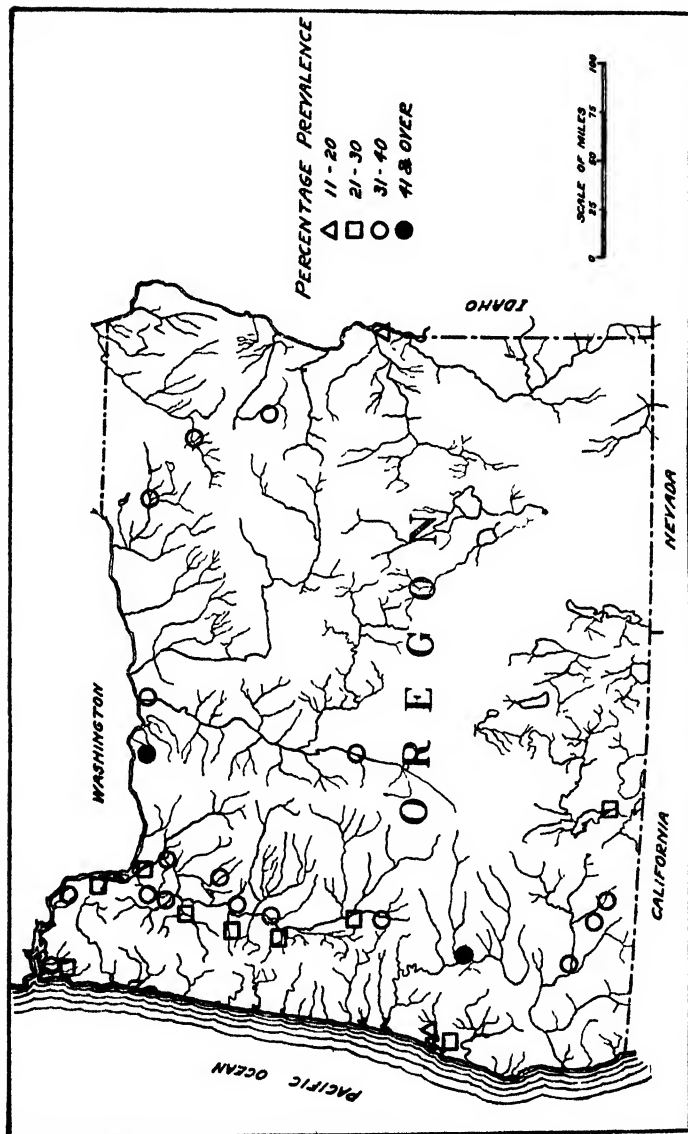 WASHINGTON
PERCENTAGE PREVALENCE
11 - 20
21 - 30
31 - 40
41 & OVER
PACIFIC OCEAN
OREGON
IDAHO
SCALE OF MILES
0 25 50 75 100
CALIFORNIA
NEVADA